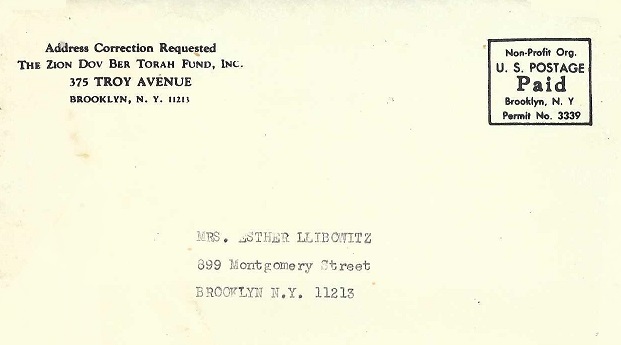 Address Correction Requested
THE ZION DOV BER TORAH FUND, INC.
375 TROY AVENUE
BROOKLYN, N. Y. 11213
Non-Profit Org.
U. S. POSTAGE
Paid
Brooklyn, N. Y
Permit No. 3339
MRS. ESTHER LLIBOWITZ
899 Montgomery Street
BROOKLYN N.Y. 11213